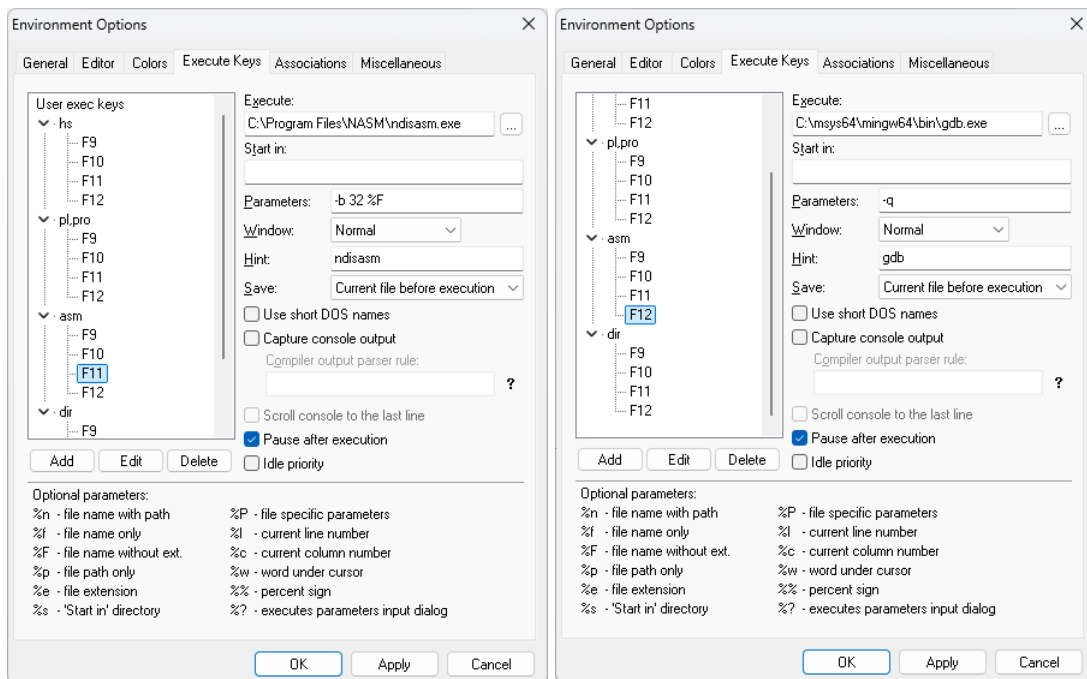 Environment Options
General Editor Colors Execute Keys Associations Miscellaneous
User exec keys
hs
F9
F10
F11
F12
pl,pro
F9
F10
F11
F12
asm
F9
F10
F11
F12
dir
F9
Add Edit Delete
Execute:
C:\Program Files\NASM\ndisasm.exe ...
Start in:
Parameters: -b 32 %F
Window: Normal
Hint: ndisasm
Save: Current file before execution
Use short DOS names
Capture console output
Compiler output parser rule:
?
Scroll console to the last line
Pause after execution
Idle priority
Optional parameters:
%n - file name with path %P - file specific parameters
%f - file name only %l - current line number
%F - file name without ext. %c - current column number
%p - file path only %w - word under cursor
%e - file extension %% - percent sign
%s - 'Start in' directory %? - executes parameters input dialog
OK Apply Cancel
Environment Options
General Editor Colors Execute Keys Associations Miscellaneous
F11
F12
pl,pro
F9
F10
F11
F12
asm
F9
F10
F11
F12
dir
F9
F10
F11
F12
Add Edit Delete
Execute:
C:\msys64\mingw64\bin\gdb.exe ...
Start in:
Parameters: -q
Window: Normal
Hint: gdb
Save: Current file before execution
Use short DOS names
Capture console output
Compiler output parser rule:
?
Scroll console to the last line
Pause after execution
Idle priority
Optional parameters:
%n - file name with path %P - file specific parameters
%f - file name only %l - current line number
%F - file name without ext. %c - current column number
%p - file path only %w - word under cursor
%e - file extension %% - percent sign
%s - 'Start in' directory %? - executes parameters input dialog
OK Apply Cancel